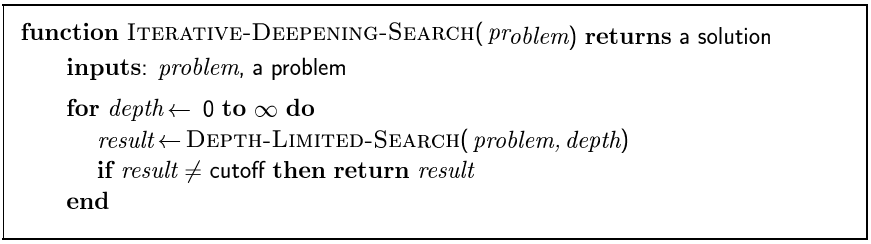 function ITERATIVE-DEEPENING-SEARCH( problem) returns a solution
inputs: problem, a problem
for depth ← 0 to ∞ do
result ← DEPTH-LIMITED-SEARCH( problem, depth)
if result ≠ cutoff then return result
end